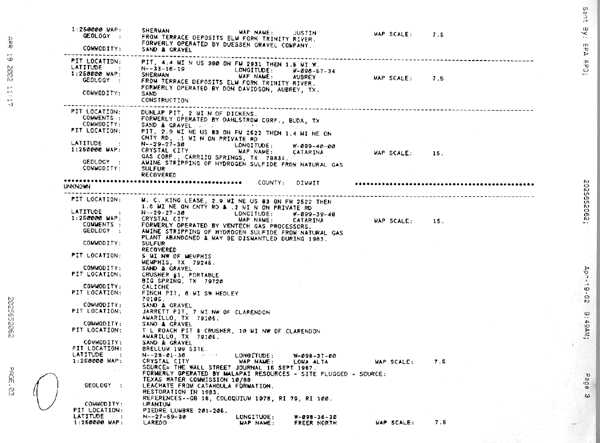 1:250000 MAP: SHERMAN MAP NAME: JUSTIN MAP SCALE: 7.5
GEOLOGY : FROM TERRACE DEPOSITS ELM FORK TRINITY RIVER.
FORMERLY OPERATED BY DUESSEN GRAVEL COMPANY.
COMMODITY: SAND & GRAVEL
PIT LOCATION: PIT, 4.4 MI N US 380 ON FM 2931 THEN 1.5 MI W.
LATITUDE : N--33-16-19 LONGITUDE: W-096-57-34
1:250000 MAP: SHERMAN MAP NAME: AUBREY MAP SCALE: 7.5
GEOLOGY : FROM TERRACE DEPOSITS ELM FORK TRINITY RIVER.
FORMERLY OPERATED BY DON DAVIDSON, AUBREY, TX.
COMMODITY: SAND
CONSTRUCTION
PIT LOCATION: DUNLAP PIT, 2 MI N OF DICKENS.
COMMENTS : FORMERLY OPERATED BY DAHLSTROM CORP., BUDA, TX
COMMODITY: SAND & GRAVEL
PIT LOCATION: PIT, 2.9 MI NE US 83 ON FM 2522 THEN 1.4 MI NE ON
CNTY RD, .1 MI N ON PRIVATE RD
LATITUDE : N--29-27-30 LONGITUDE: W-099-40-00
1:250000 MAP: CRYSTAL CITY MAP NAME: CATARINA MAP SCALE: 15.
GAS CORP., CARRIZO SPRINGS, TX 78834.
GEOLOGY : AMINE STRIPPING OF HYDROGEN SULFIDE FROM NATURAL GAS
COMMODITY: SULFUR
RECOVERED
COUNTY: DIMMIT
UNKNOWN
PIT LOCATION: W. C. KING LEASE, 2.9 MI NE US 83 ON FM 2522 THEN
1.6 MI NE ON CNTY RD & .2 MI N ON PRIVATE RD
LATITUDE : N--29-27-30 LONGITUDE: W-099-39-40
1:250000 MAP: CRYSTAL CITY MAP NAME: CATARINA MAP SCALE: 15.
COMMENTS : FORMERLY OPERATED BY VENTECH GAS PROCESSORS.
GEOLOGY : AMINE STRIPPING OF HYDROGEN SULFIDE FROM NATURAL GAS
PLANT ABANDONED & MAY BE DISMANTLED DURING 1983.
COMMODITY: SULFUR
RECOVERED
PIT LOCATION: 5 MI NW OF MEMPHIS
MEMPHIS, TX 79245.
COMMODITY: SAND & GRAVEL
PIT LOCATION: CRUSHER #1, PORTABLE
BIG SPRING, TX 79720
COMMODITY: CALICHE
PIT LOCATION: FINCH PIT, 6 MI SW HEDLEY
79105.
COMMODITY: SAND & GRAVEL
PIT LOCATION: JARRETT PIT, 7 MI NW OF CLARENDON
AMARILLO, TX 79105.
COMMODITY: SAND & GRAVEL
PIT LOCATION: T L ROACH PIT & CRUSHER, 10 MI NW OF CLARENDON
AMARILLO, TX 79105.
COMMODITY: SAND & GRAVEL
PIT LOCATION: BRELLUM 199 SITE.
LATITUDE : N--28-01-30 LONGITUDE: W-098-37-00
1:250000 MAP: CRYSTAL CITY MAP NAME: LOMA ALTA MAP SCALE: 7.5
SOURCE= THE WALL STREET JOURNAL 15 SEPT 1987.
FORMERLY OPERATED BY MALAPAI RESOURCES - SITE PLUGGED - SOURCE:
TEXAS WATER COMMISSION 10/88
GEOLOGY : LEACHATE FROM CATAHOULA FORMATION.
RESTORATION IN 1983.
REFERENCES--GB 18, COLOQUIUM 1978, RI 79, RI 100.
COMMODITY: URANIUM
PIT LOCATION: PIEDRE LUMBRE 201-205.
LATITUDE : N--27-59-30 LONGITUDE: W-098-36-30
1:250000 MAP: LAREDO MAP NAME: FREER NORTH MAP SCALE: 7.5
APR 19 2002 11:17
2022652062
PAGE.03
Sent By: ERA RPD;
2022652062;
Apr-19-02 9:49AM;
Page 3